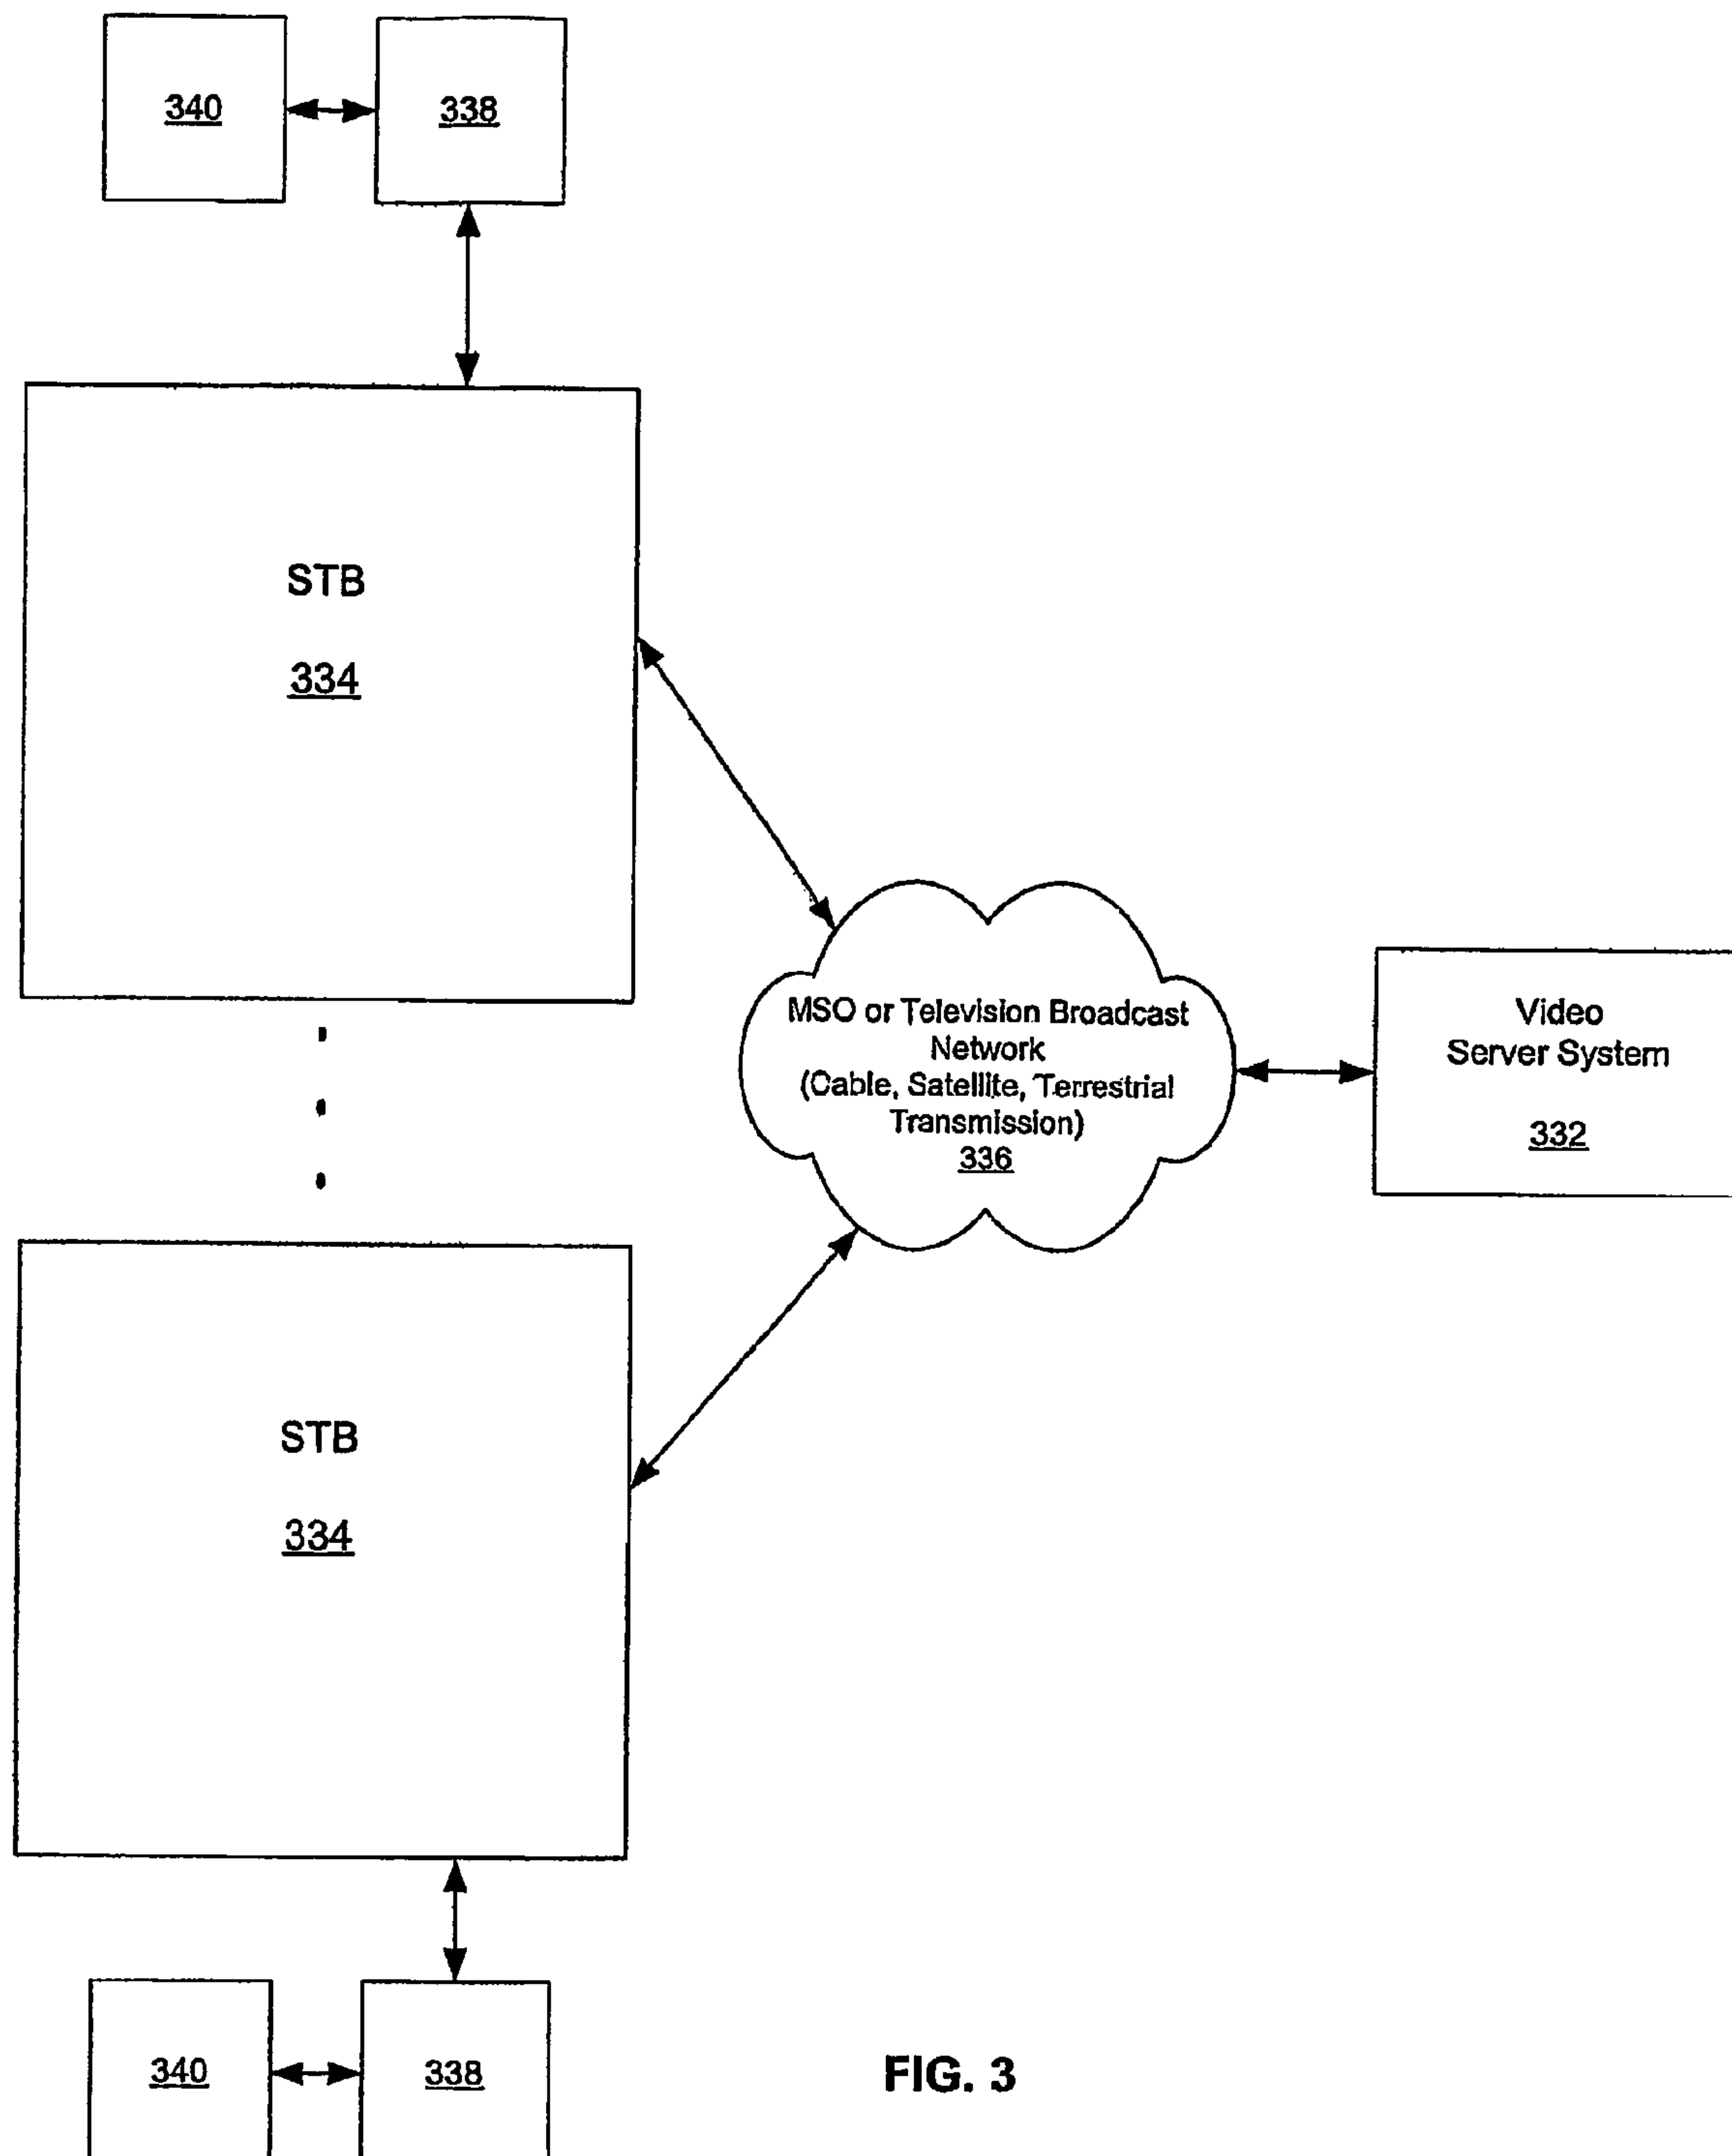 340
338
STB
334
MSO or Television Broadcast
Network
(Cable, Satellite, Terrestrial
Transmission)
336
Video
Server System
332
STB
334
340
338
FIG. 3